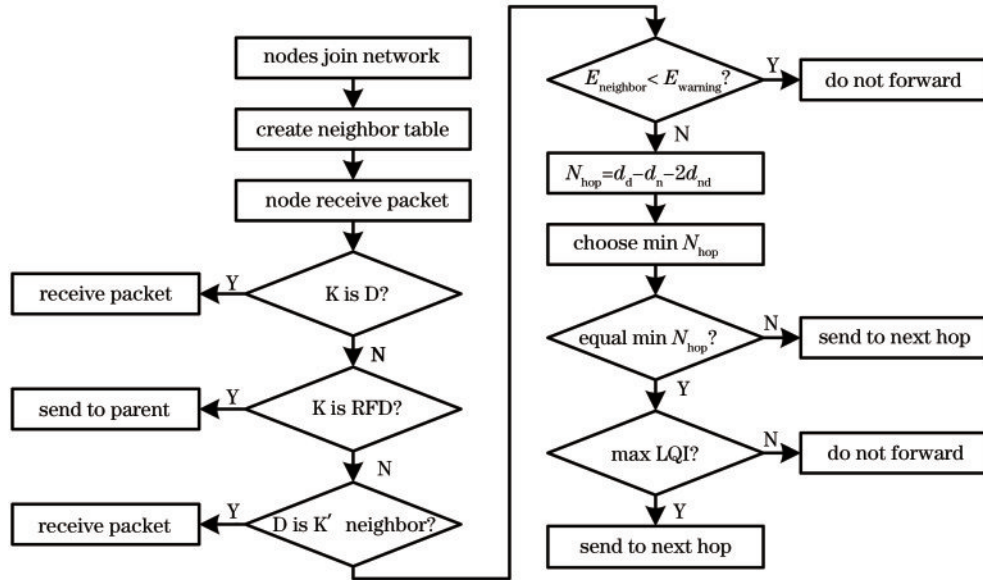 nodes join network
create neighbor table
node receive packet
K is D?
Y
receive packet
N
K is RFD?
Y
send to parent
N
D is K′ neighbor?
Y
receive packet
E_neighbor < E_warning?
Y
do not forward
N
N_hop=d_d−d_n−2d_nd
choose min N_hop
equal min N_hop?
N
send to next hop
Y
max LQI?
N
do not forward
Y
send to next hop